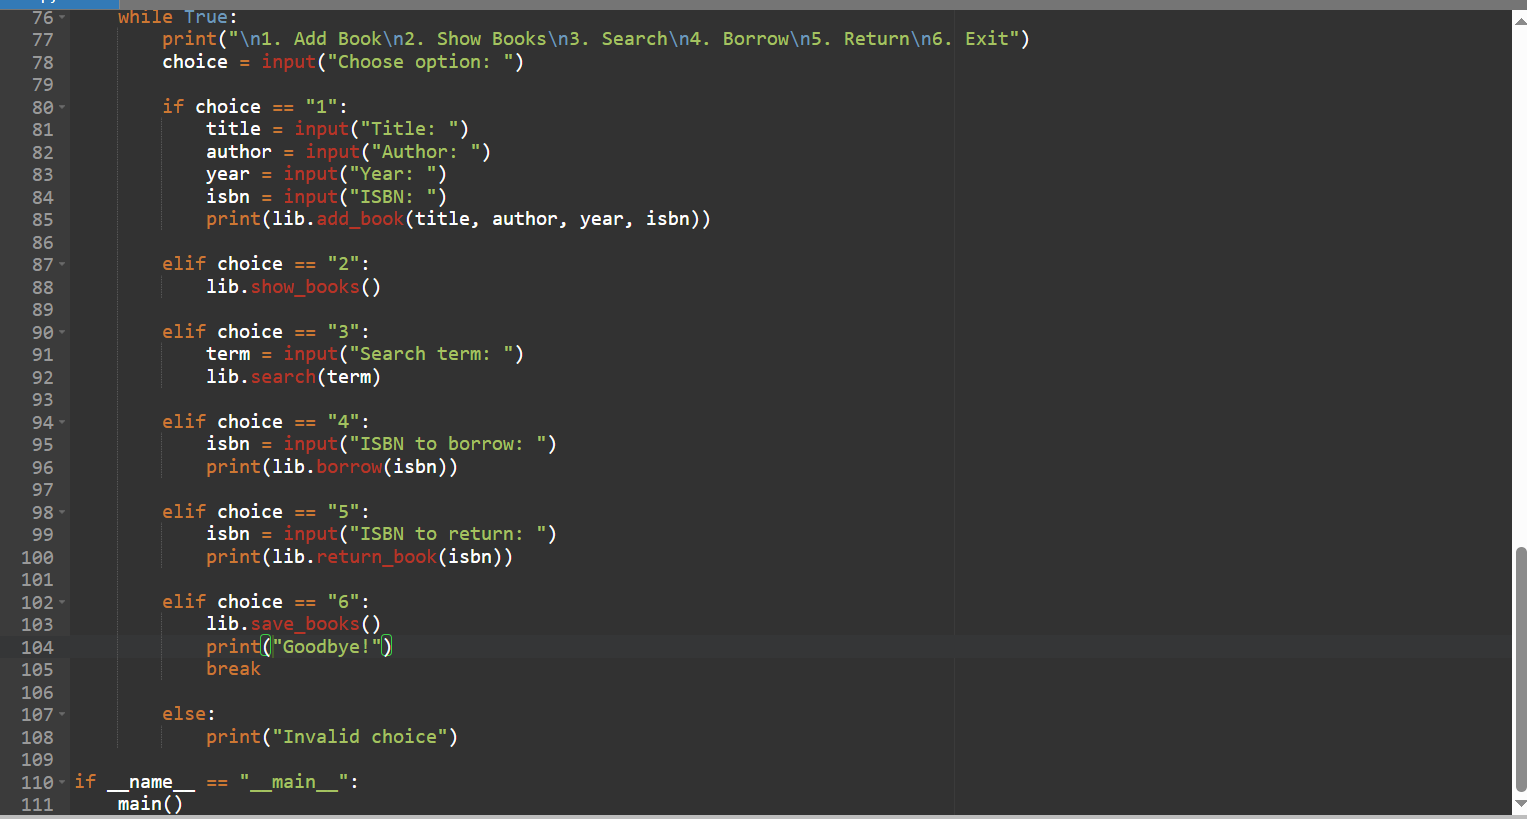 76 while True:
77 print("\n1. Add Book\n2. Show Books\n3. Search\n4. Borrow\n5. Return\n6. Exit")
78 choice = input("Choose option: ")
79
80 if choice == "1":
81 title = input("Title: ")
82 author = input("Author: ")
83 year = input("Year: ")
84 isbn = input("ISBN: ")
85 print(lib.add_book(title, author, year, isbn))
86
87 elif choice == "2":
88 lib.show_books()
89
90 elif choice == "3":
91 term = input("Search term: ")
92 lib.search(term)
93
94 elif choice == "4":
95 isbn = input("ISBN to borrow: ")
96 print(lib.borrow(isbn))
97
98 elif choice == "5":
99 isbn = input("ISBN to return: ")
100 print(lib.return_book(isbn))
101
102 elif choice == "6":
103 lib.save_books()
104 print("Goodbye!")
105 break
106
107 else:
108 print("Invalid choice")
109
110 if __name__ == "__main__":
111 main()